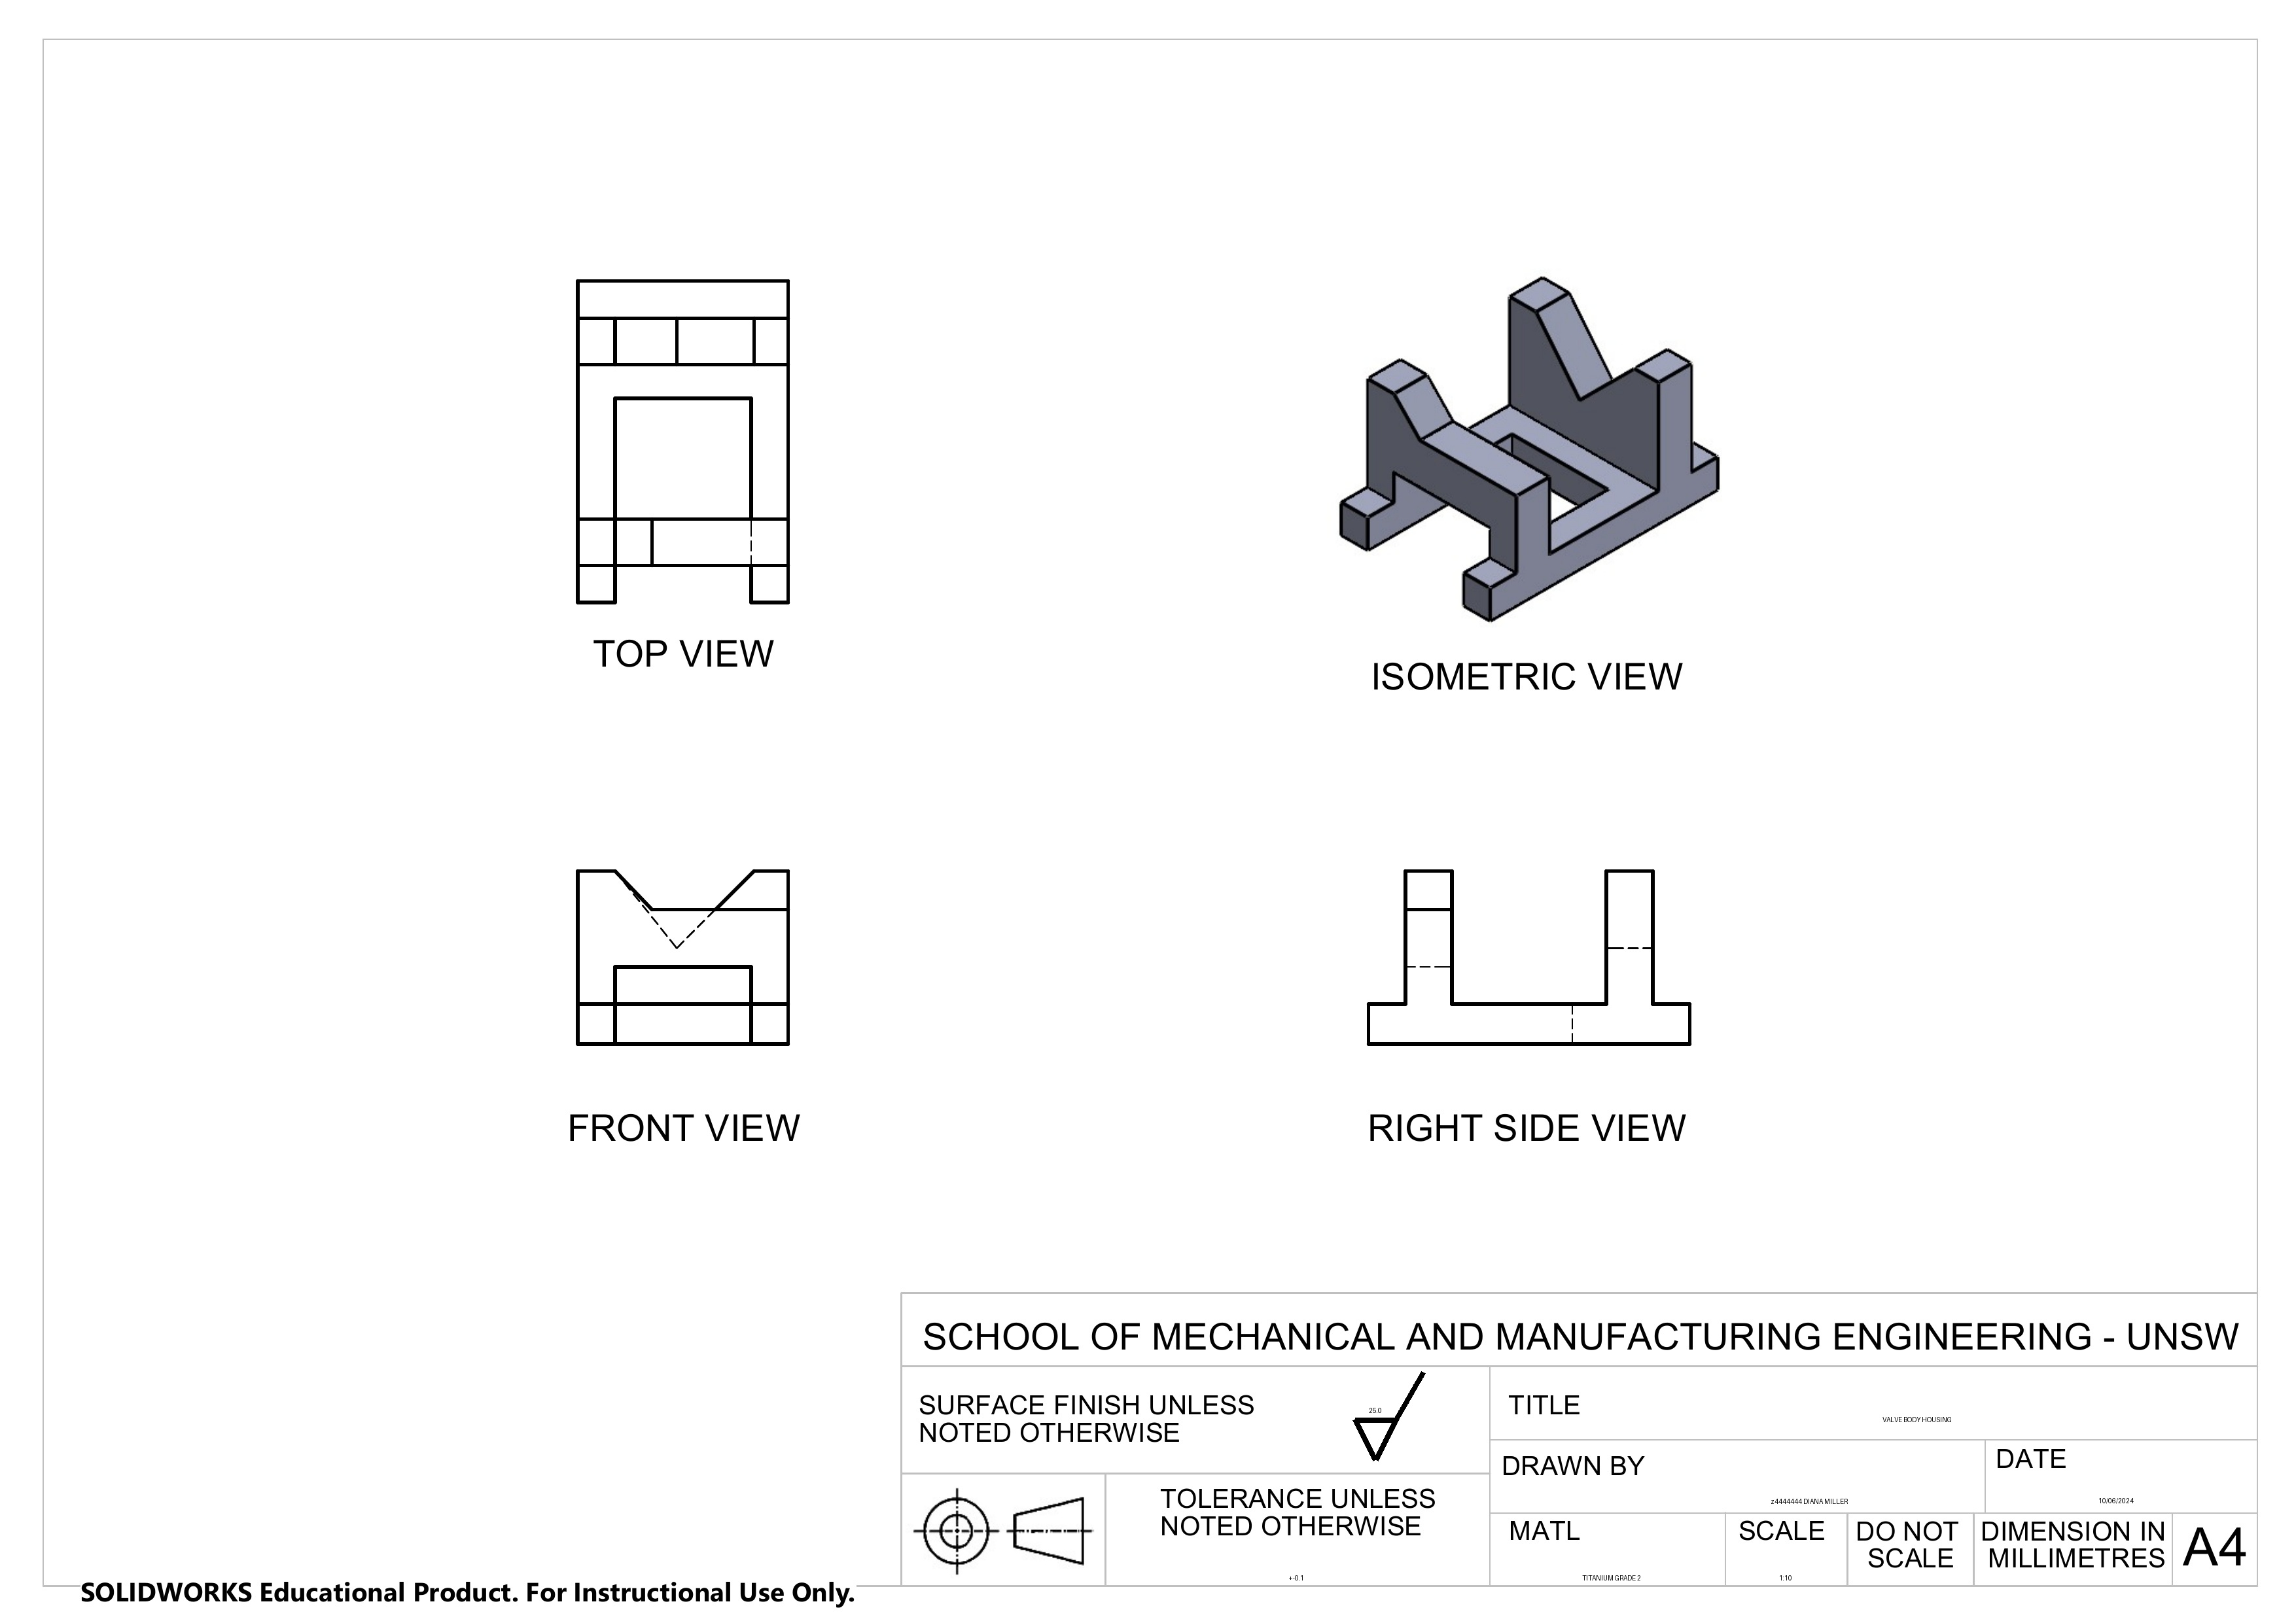 TOP VIEW
ISOMETRIC VIEW
FRONT VIEW
RIGHT SIDE VIEW
SCHOOL OF MECHANICAL AND MANUFACTURING ENGINEERING - UNSW
SURFACE FINISH UNLESS
NOTED OTHERWISE
25.0
TITLE
VALVE BODY HOUSING
DRAWN BY
z4444444 DIANA MILLER
DATE
10/06/2024
TOLERANCE UNLESS
NOTED OTHERWISE
+-0.1
MATL
TITANIUM GRADE 2
SCALE
1:10
DO NOT
SCALE
DIMENSION IN
MILLIMETRES
A4
SOLIDWORKS Educational Product. For Instructional Use Only.